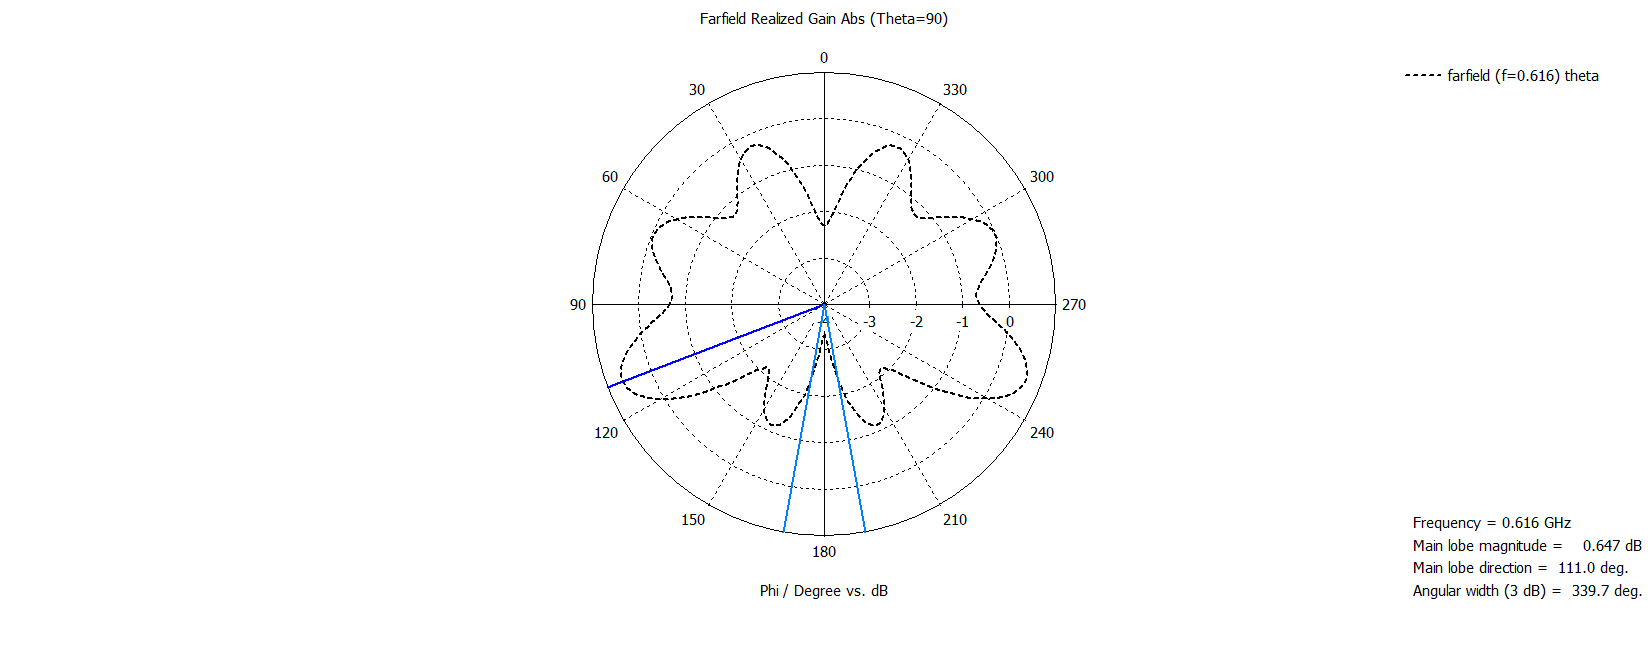 Farfield Realized Gain Abs (Theta=90)
0
farfield (f=0.616) theta
30
330
60
300
90
270
-3
-2
-1
0
120
240
150
210
180
Frequency = 0.616 GHz
Main lobe magnitude = 0.647 dB
Main lobe direction = 111.0 deg.
Angular width (3 dB) = 339.7 deg.
Phi / Degree vs. dB